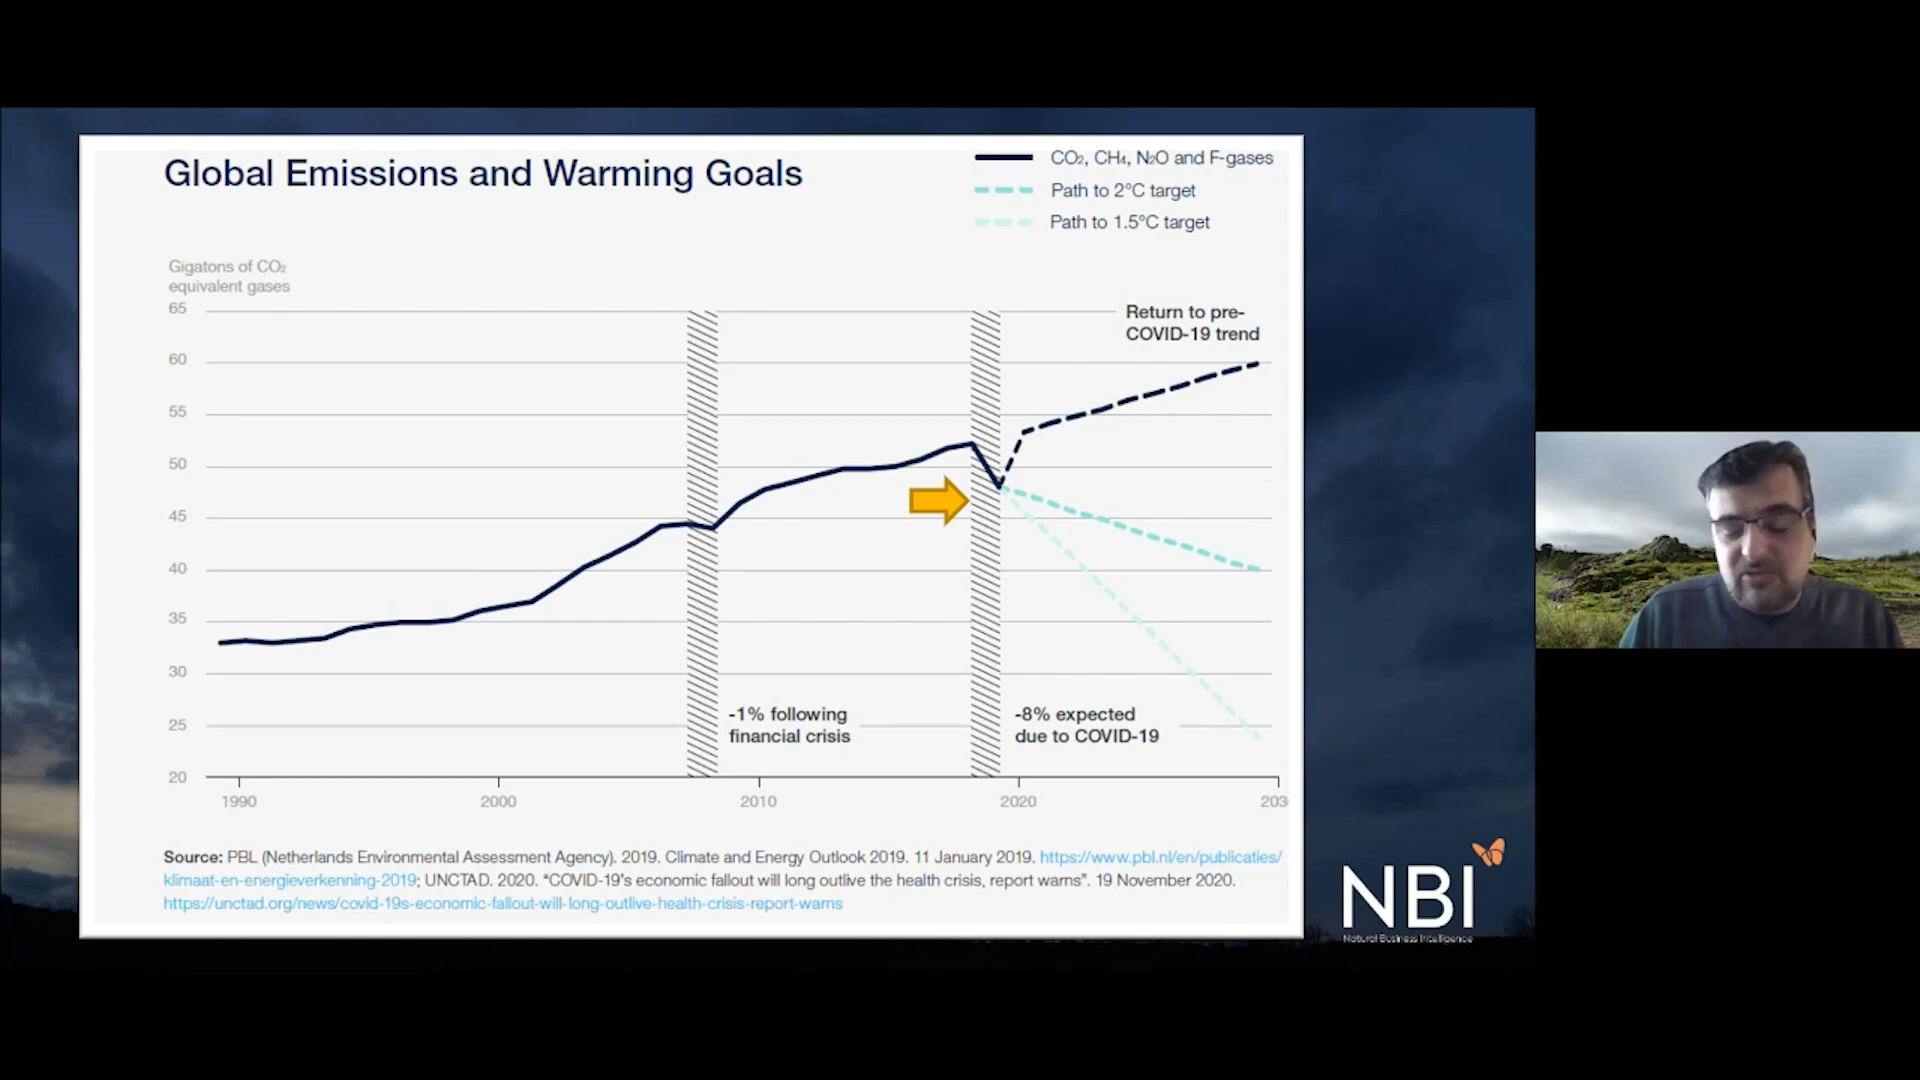 Global Emissions and Warming Goals
CO₂, CH₄, N₂O and F-gases
Path to 2°C target
Path to 1.5°C target
Gigatons of CO₂
equivalent gases
65
60
55
50
45
40
35
30
25
20
Return to pre-
COVID-19 trend
-1% following
financial crisis
-8% expected
due to COVID-19
1990
2000
2010
2020
203
Source: PBL (Netherlands Environmental Assessment Agency). 2019. Climate and Energy Outlook 2019. 11 January 2019. https://www.pbl.nl/en/publicaties/
klimaat-en-energieverkenning-2019; UNCTAD. 2020. “COVID-19’s economic fallout will long outlive the health crisis, report warns”. 19 November 2020.
https://unctad.org/news/covid-19s-economic-fallout-will-long-outlive-health-crisis-report-warns
NBI
Natural Business Intelligence